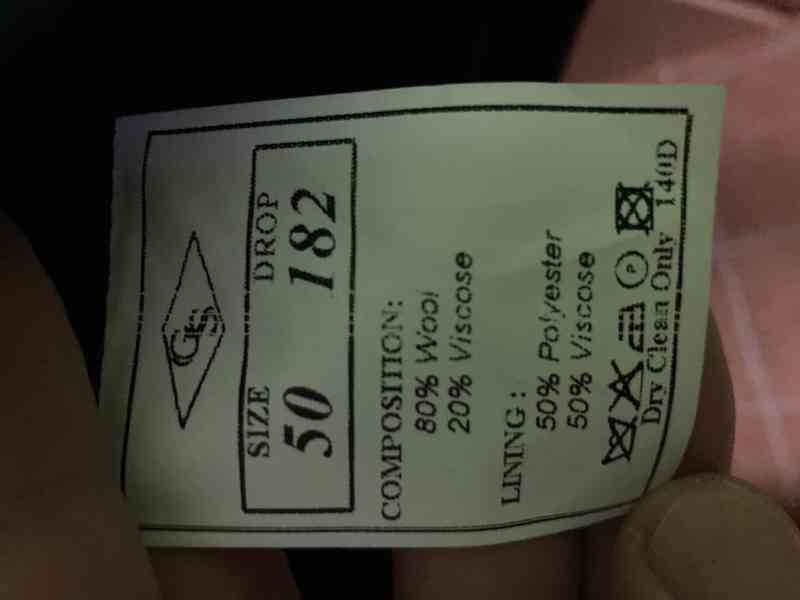 SIZE DROP
50 182
COMPOSITION:
80% Wool
20% Viscose
LINING :
50% Polyester
50% Viscose
P
Dry Clean Only 140D